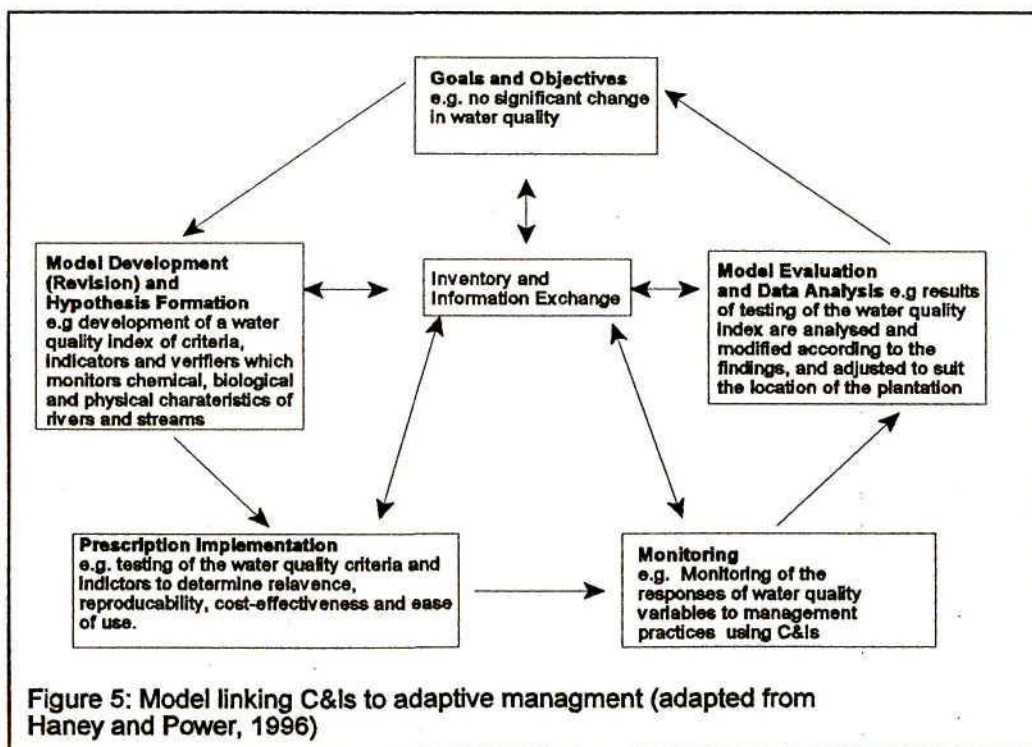 Goals and Objectives
e.g. no significant change
in water quality
Model Development
(Revision) and
Hypothesis Formation
e.g development of a water
quality index of criteria,
indicators and verifiers which
monitors chemical, biological
and physical charateristics of
rivers and streams
Inventory and
Information Exchange
Model Evaluation
and Data Analysis e.g results
of testing of the water quality
index are analysed and
modified according to the
findings, and adjusted to suit
the location of the plantation
Prescription Implementation
e.g. testing of the water quality criteria and
indictors to determine relavence,
reproducability, cost-effectiveness and ease
of use.
Monitoring
e.g. Monitoring of the
responses of water quality
variables to management
practices using C&Is
Figure 5: Model linking C&Is to adaptive managment (adapted from
Haney and Power, 1996)